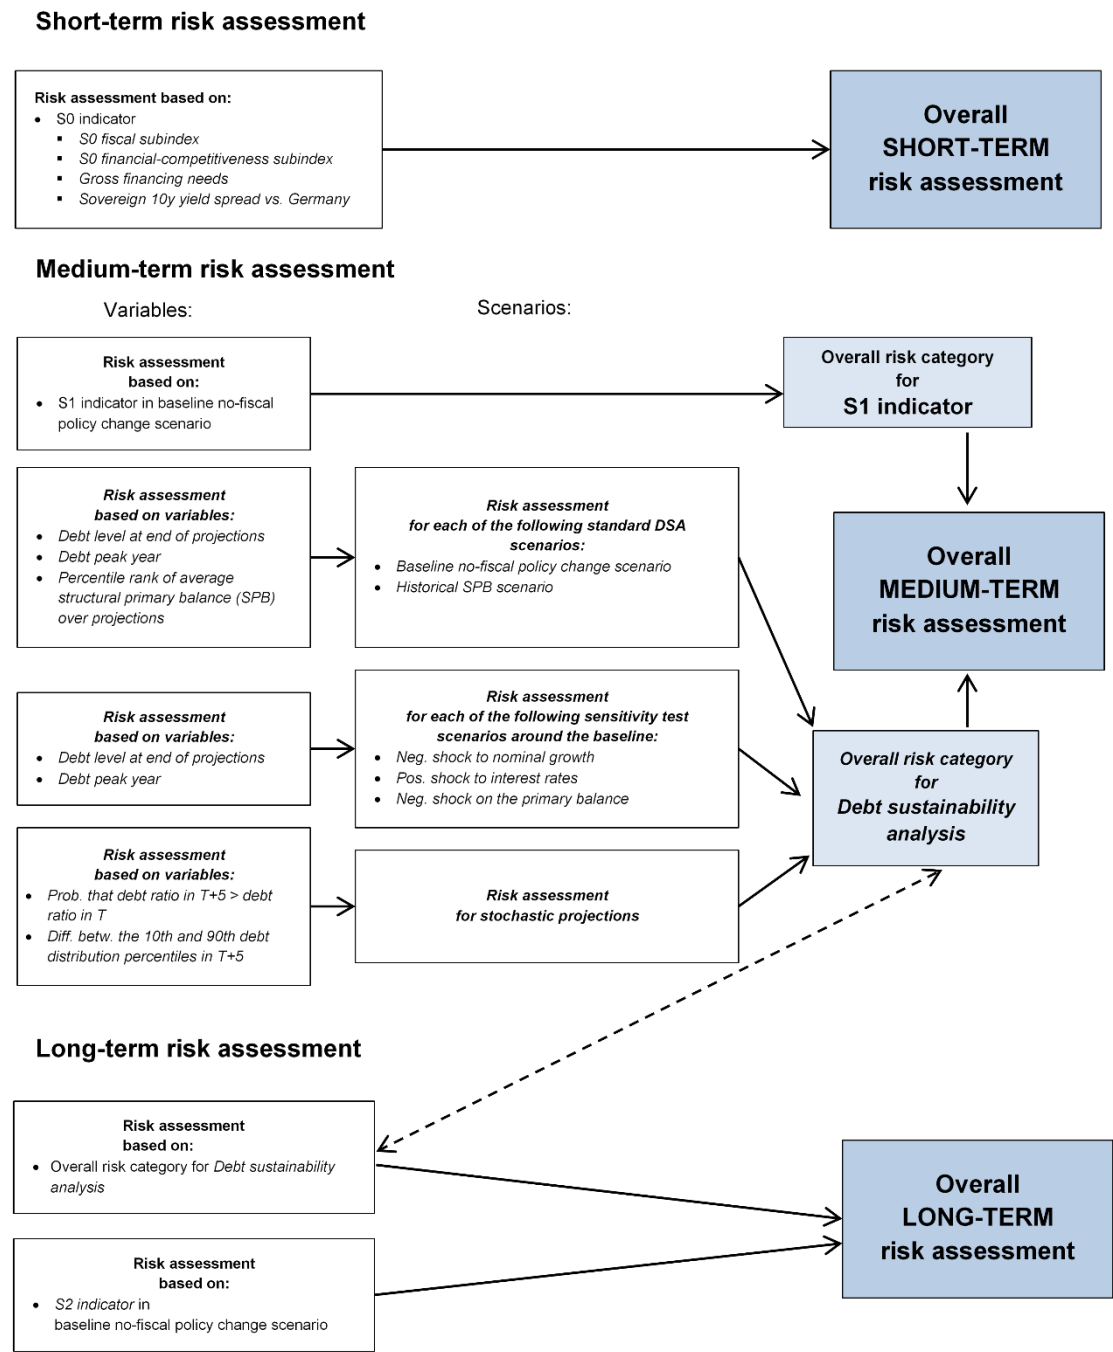 Short-term risk assessment
Risk assessment based on:
• S0 indicator
▪ S0 fiscal subindex
▪ S0 financial-competitiveness subindex
▪ Gross financing needs
▪ Sovereign 10y yield spread vs. Germany
Overall
SHORT-TERM
risk assessment
Medium-term risk assessment
Variables:
Scenarios:
Risk assessment
based on:
• S1 indicator in baseline no-fiscal
policy change scenario
Overall risk category
for
S1 indicator
Risk assessment
based on variables:
• Debt level at end of projections
• Debt peak year
• Percentile rank of average
structural primary balance (SPB)
over projections
Risk assessment
for each of the following standard DSA
scenarios:
• Baseline no-fiscal policy change scenario
• Historical SPB scenario
Overall
MEDIUM-TERM
risk assessment
Risk assessment
based on variables:
• Debt level at end of projections
• Debt peak year
Risk assessment
for each of the following sensitivity test
scenarios around the baseline:
• Neg. shock to nominal growth
• Pos. shock to interest rates
• Neg. shock on the primary balance
Overall risk category
for
Debt sustainability
analysis
Risk assessment
based on variables:
• Prob. that debt ratio in T+5 > debt
ratio in T
• Diff. betw. the 10th and 90th debt
distribution percentiles in T+5
Risk assessment
for stochastic projections
Long-term risk assessment
Risk assessment
based on:
• Overall risk category for Debt sustainability
analysis
Overall
LONG-TERM
risk assessment
Risk assessment
based on:
• S2 indicator in
baseline no-fiscal policy change scenario